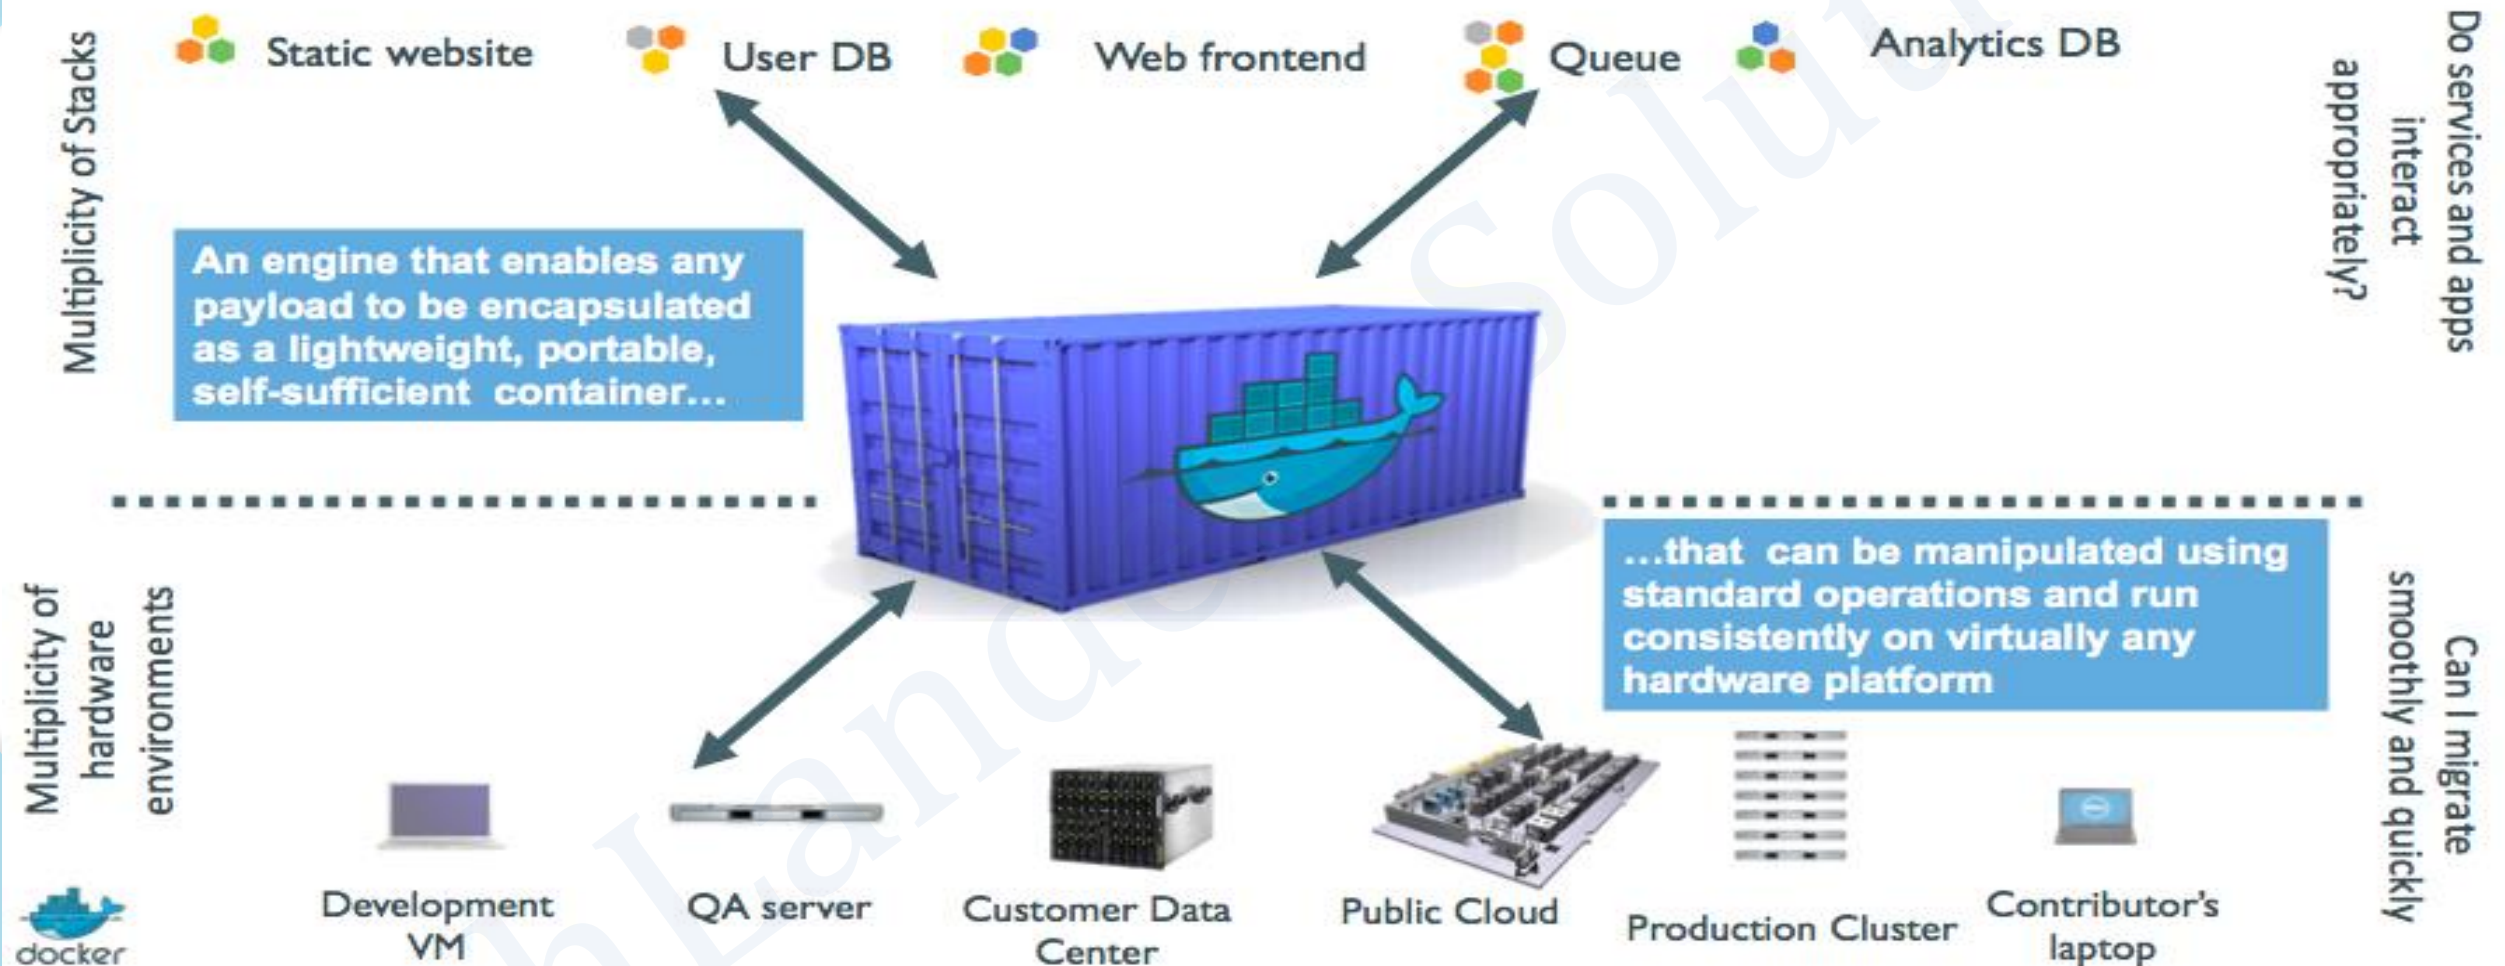 Multiplicity of Stacks
Static website
User DB
Web frontend
Queue
Analytics DB
Do services and apps
interact
appropriately?
An engine that enables any
payload to be encapsulated
as a lightweight, portable,
self-sufficient container...
...that can be manipulated using
standard operations and run
consistently on virtually any
hardware platform
Multiplicity of
hardware
environments
Can I migrate
smoothly and quickly
Development
VM
QA server
Customer Data
Center
Public Cloud
Production Cluster
Contributor's
laptop
docker